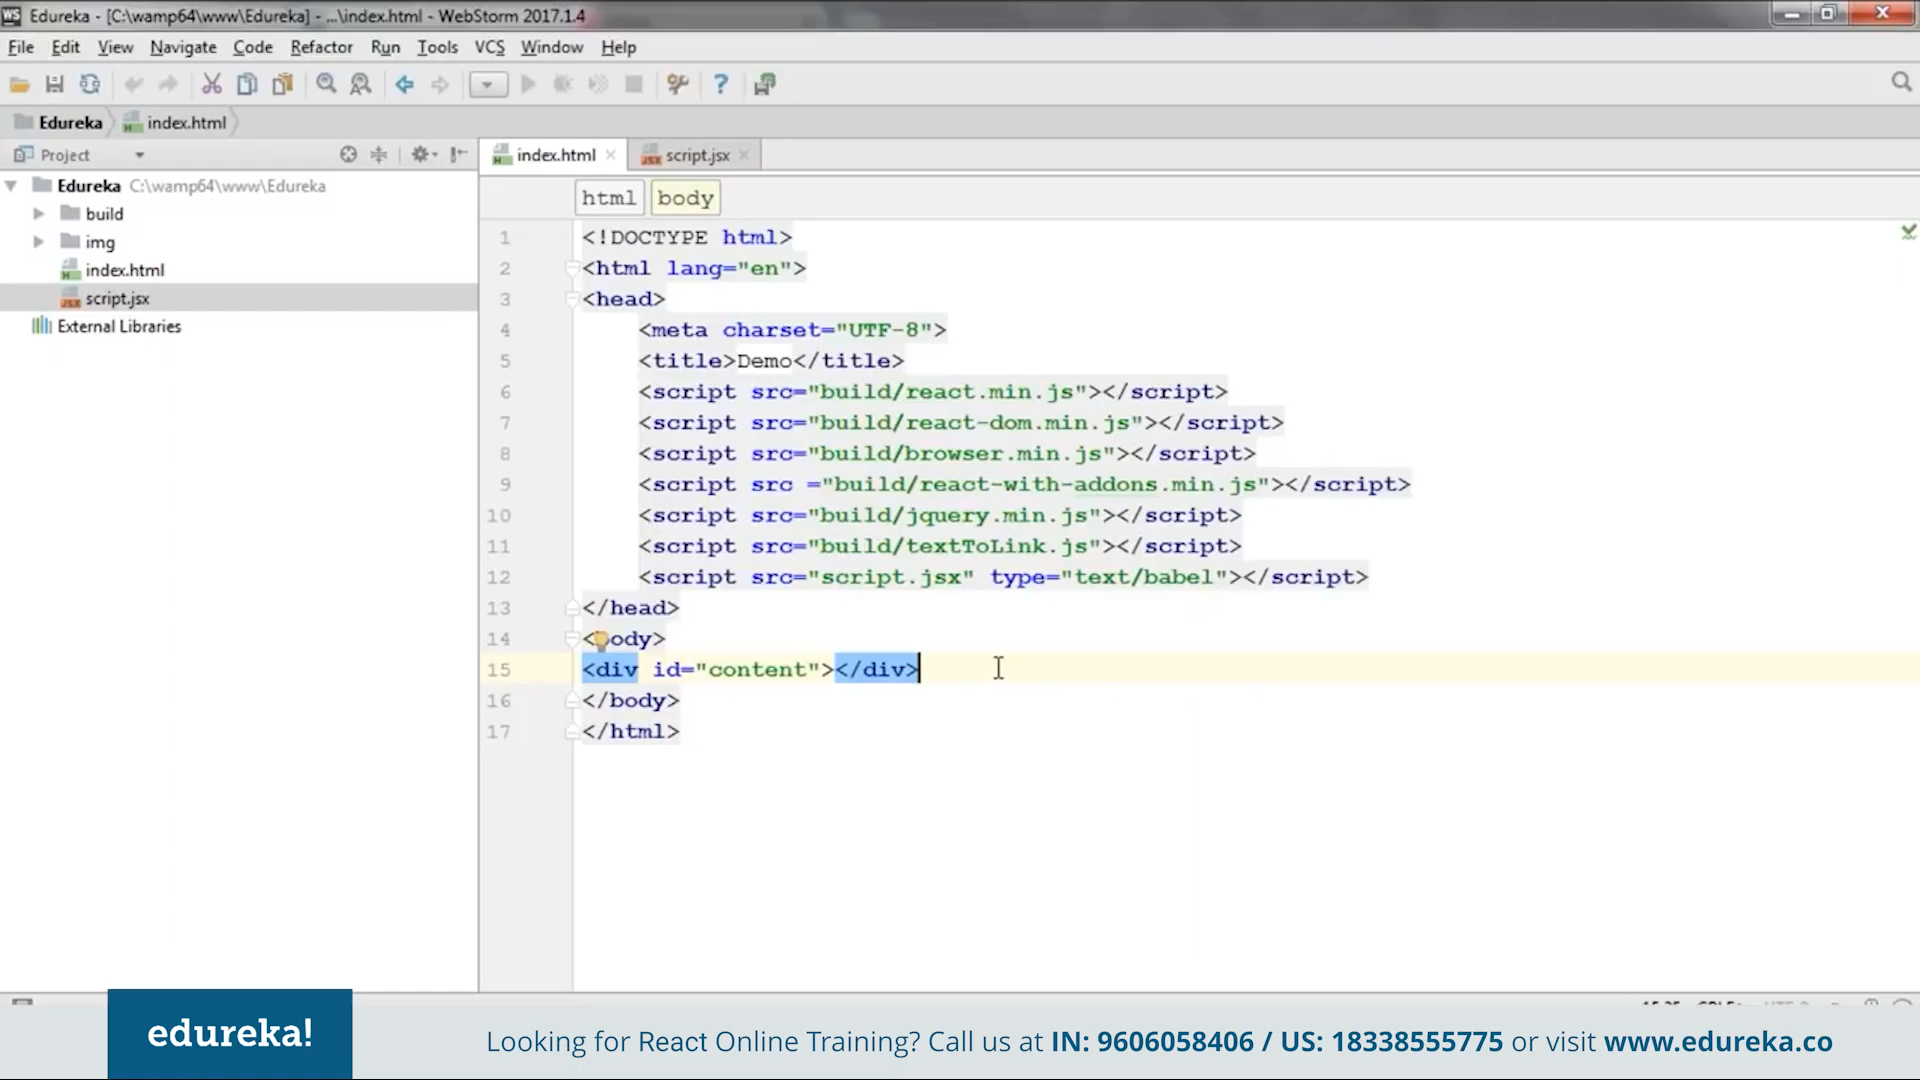 Edureka - [C:\wamp64\www\Edureka] - ...\index.html - WebStorm 2017.1.4
File Edit View Navigate Code Refactor Run Tools VCS Window Help
Edureka index.html
Project
index.html script.jsx
Edureka C:\wamp64\www\Edureka
build
img
index.html
script.jsx
External Libraries
html body
1 <!DOCTYPE html>
2 <html lang="en">
3 <head>
4 <meta charset="UTF-8">
5 <title>Demo</title>
6 <script src="build/react.min.js"></script>
7 <script src="build/react-dom.min.js"></script>
8 <script src="build/browser.min.js"></script>
9 <script src ="build/react-with-addons.min.js"></script>
10 <script src="build/jquery.min.js"></script>
11 <script src="build/textToLink.js"></script>
12 <script src="script.jsx" type="text/babel"></script>
13 </head>
14 <body>
15 <div id="content"></div>
16 </body>
17 </html>
edureka!
Looking for React Online Training? Call us at IN: 9606058406 / US: 18338555775 or visit www.edureka.co